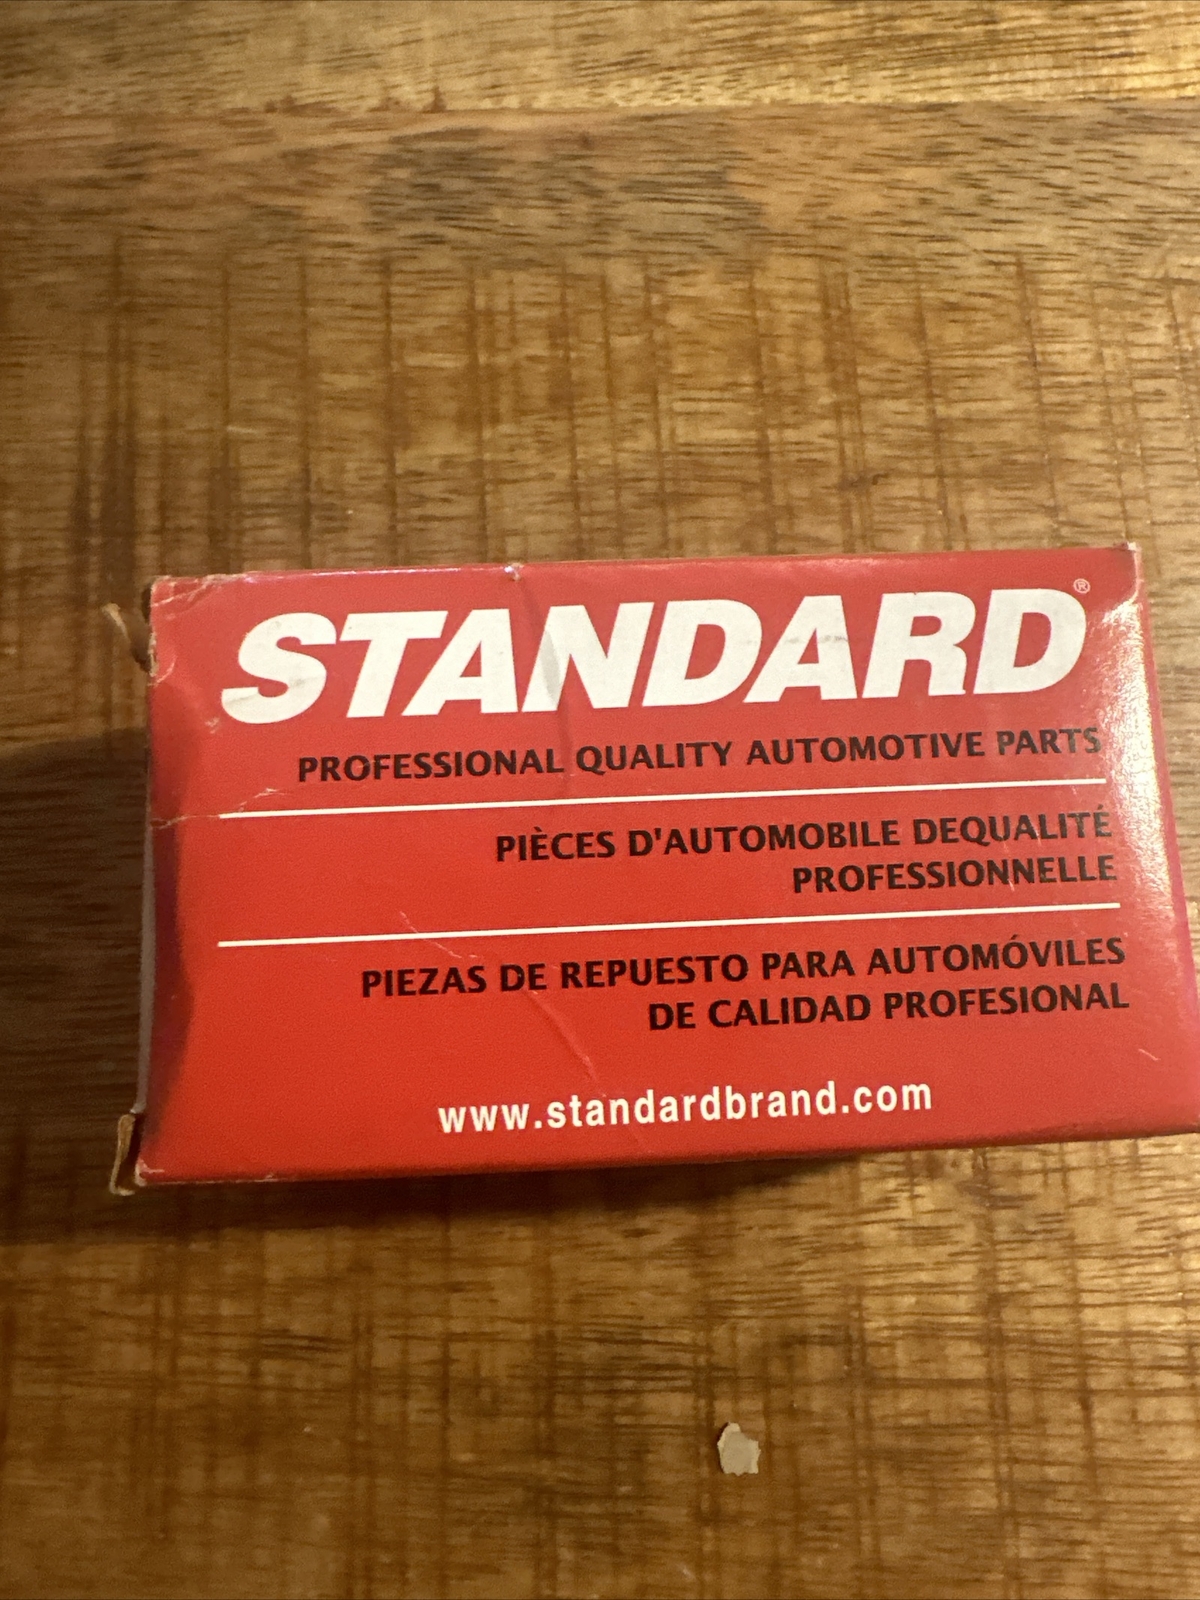 STANDARD®
PROFESSIONAL QUALITY AUTOMOTIVE PARTS
PIÈCES D'AUTOMOBILE DEQUALITÉ
PROFESSIONNELLE
PIEZAS DE REPUESTO PARA AUTOMÓVILES
DE CALIDAD PROFESIONAL
www.standardbrand.com